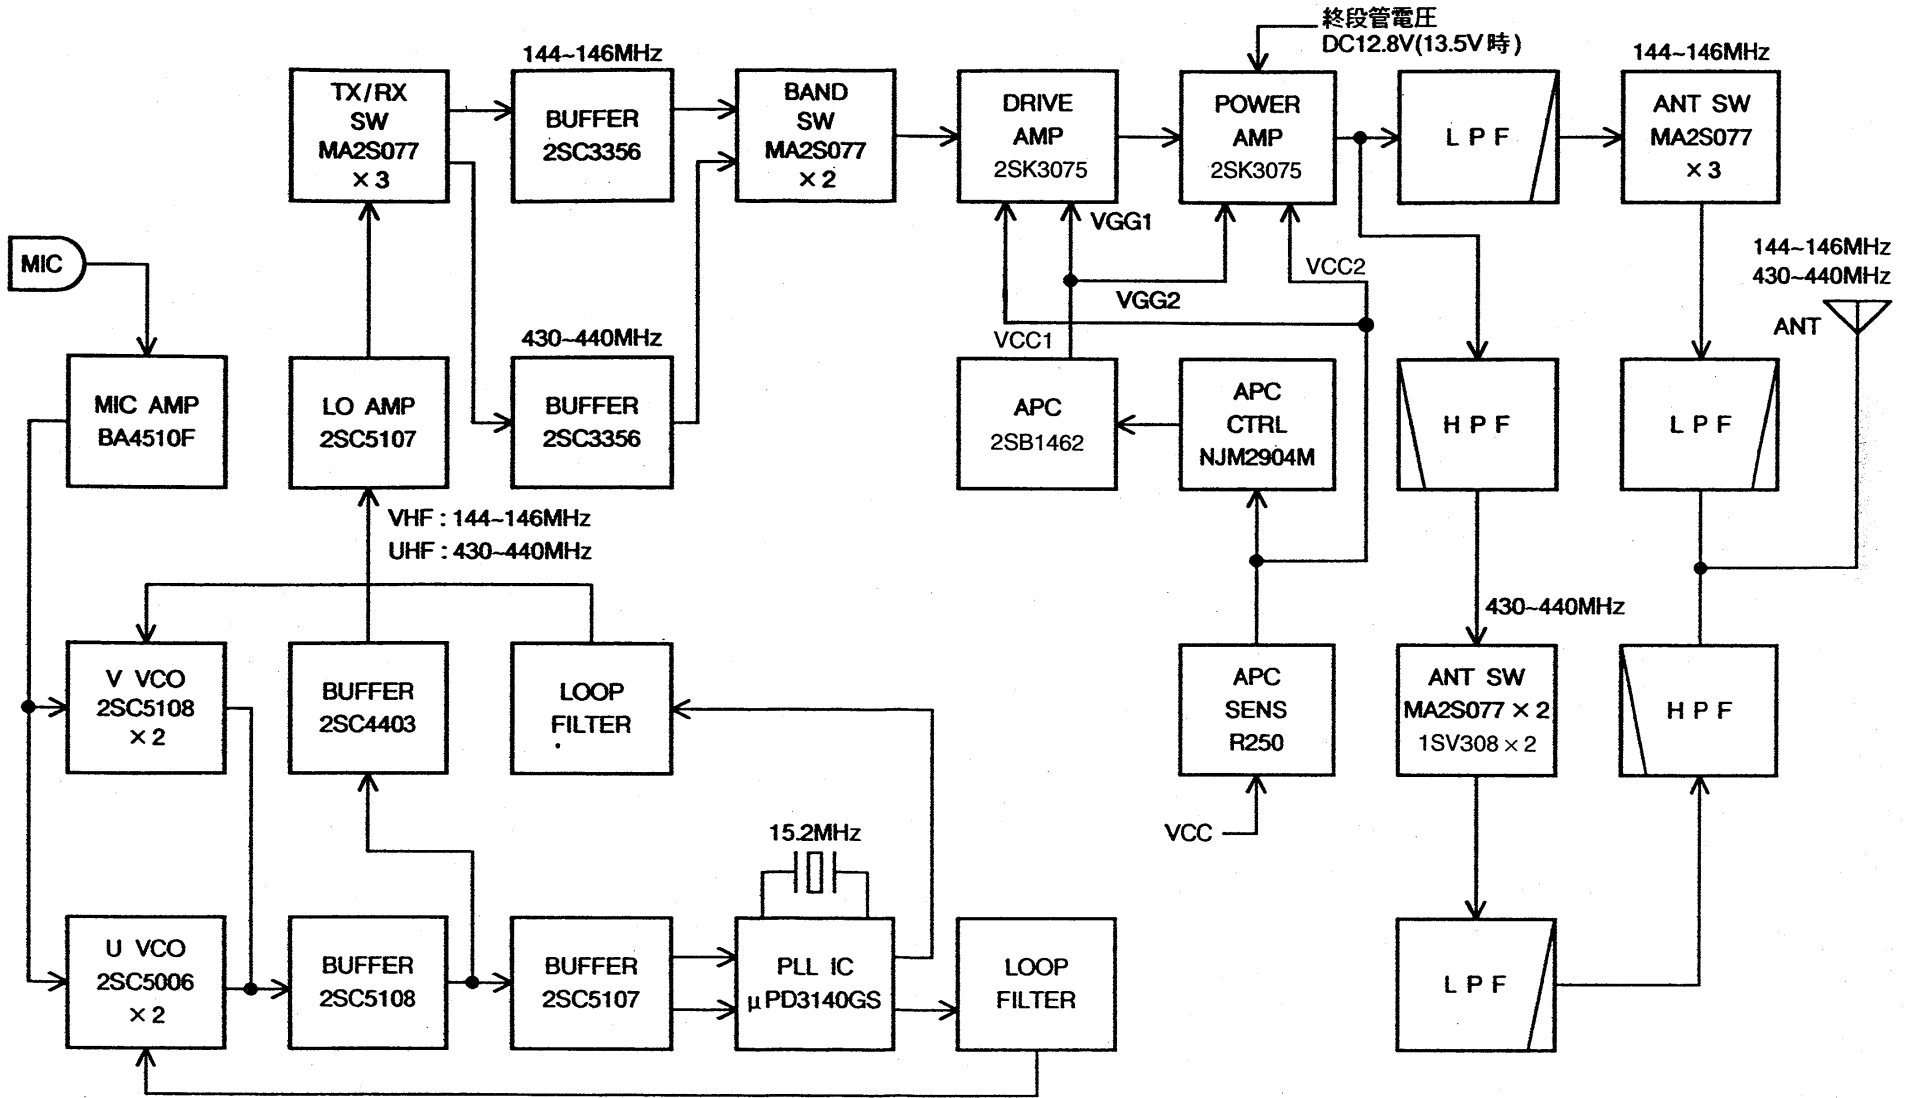 終段管電圧
DC12.8V(13.5V時)
144~146MHz
144~146MHz
TX/RX
SW
MA2S077
×3
BUFFER
2SC3356
BAND
SW
MA2S077
×2
DRIVE
AMP
2SK3075
POWER
AMP
2SK3075
LPF
ANT SW
MA2S077
×3
VGG1
MIC
VCC2
VGG2
144~146MHz
430~440MHz
ANT
430~440MHz
VCC1
MIC AMP
BA4510F
LO AMP
2SC5107
BUFFER
2SC3356
APC
2SB1462
APC
CTRL
NJM2904M
HPF
LPF
VHF : 144~146MHz
UHF : 430~440MHz
430~440MHz
V VCO
2SC5108
×2
BUFFER
2SC4403
LOOP
FILTER
APC
SENS
R250
ANT SW
MA2S077×2
1SV308×2
HPF
15.2MHz
VCC
U VCO
2SC5006
×2
BUFFER
2SC5108
BUFFER
2SC5107
PLL IC
μPD3140GS
LOOP
FILTER
LPF